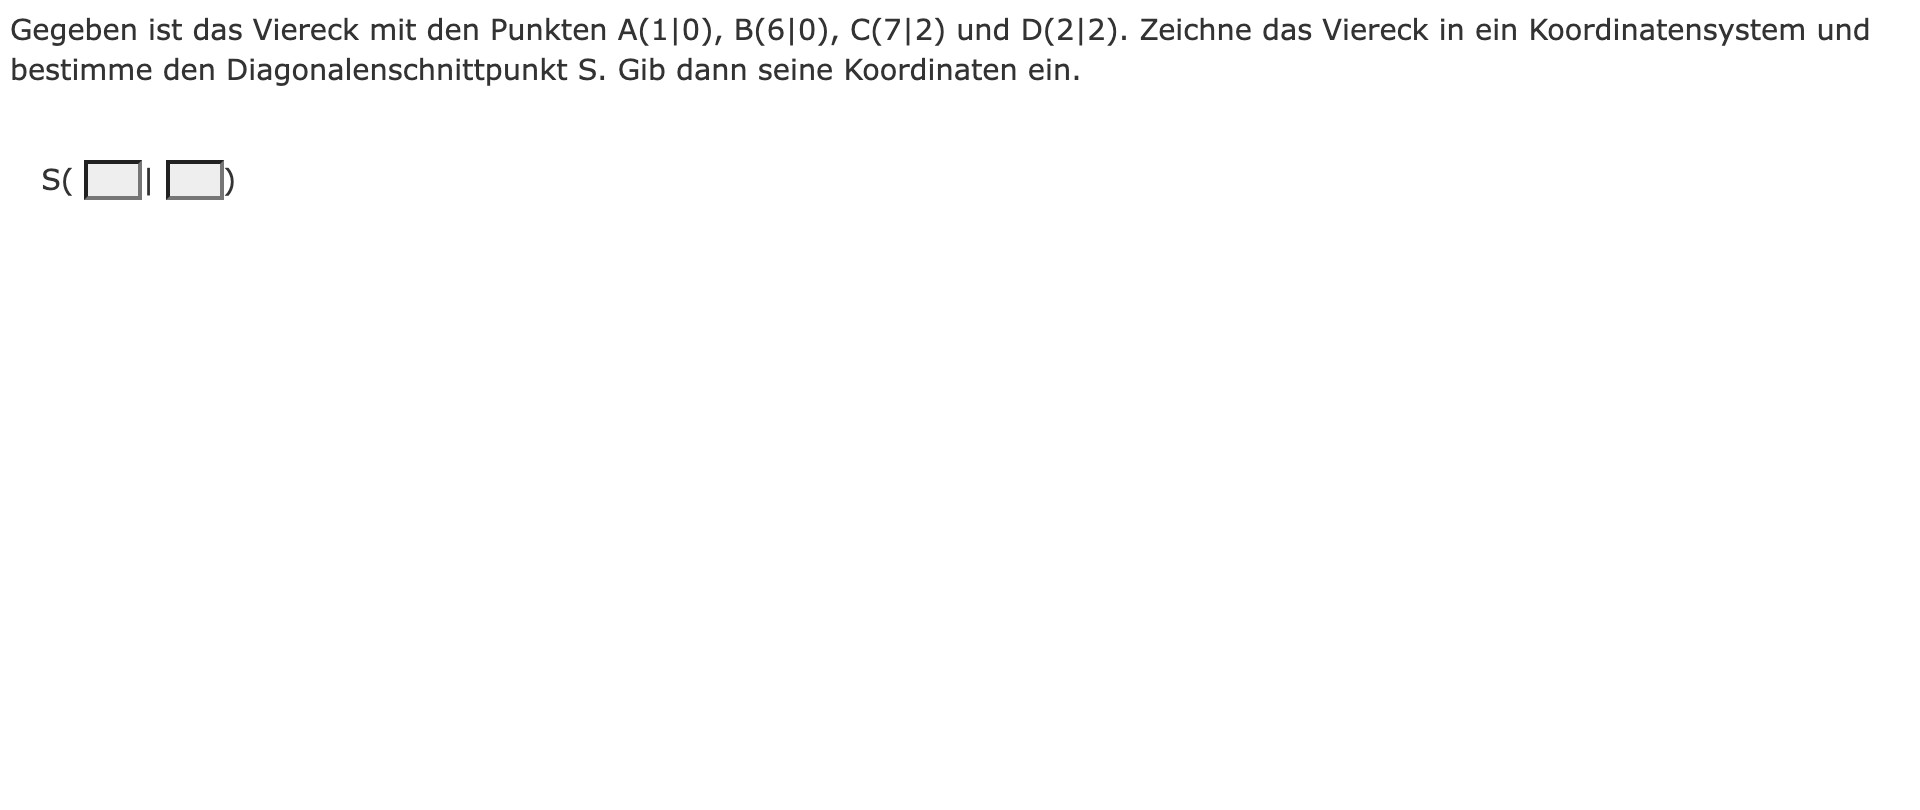 Gegeben ist das Viereck mit den Punkten A(1|0), B(6|0), C(7|2) und D(2|2). Zeichne das Viereck in ein Koordinatensystem und
bestimme den Diagonalenschnittpunkt S. Gib dann seine Koordinaten ein.
S( | )